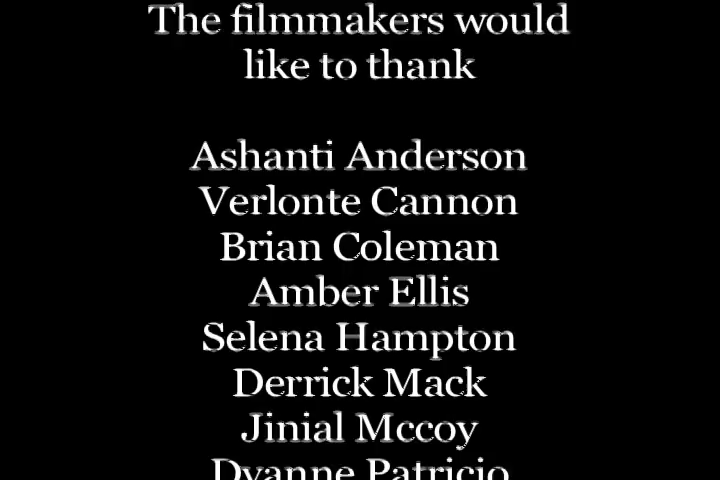 The filmmakers would
like to thank
Ashanti Anderson
Verlonte Cannon
Brian Coleman
Amber Ellis
Selena Hampton
Derrick Mack
Jinial Mccoy
Dyanne Patricio